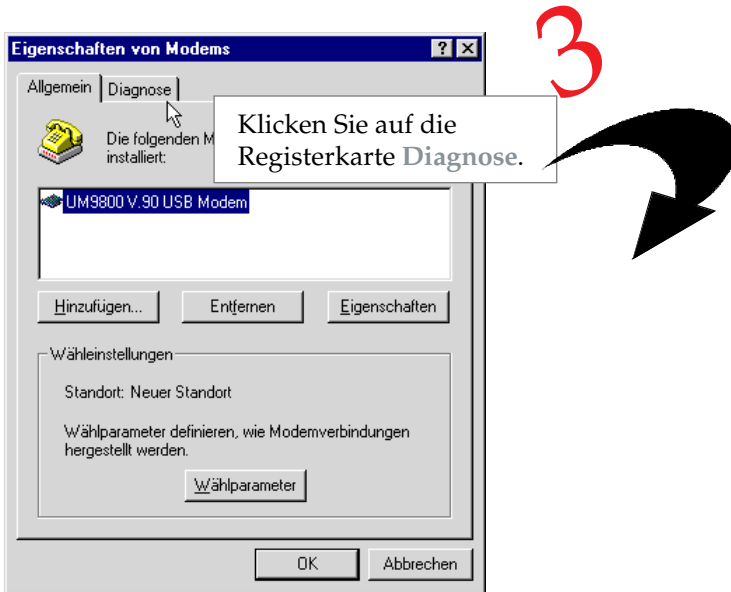 3
Eigenschaften von Modems
Allgemein
Diagnose
Klicken Sie auf die
Registerkarte Diagnose.
Die folgenden M
installiert:
UM9800 V.90 USB Modem
Hinzufügen...
Entfernen
Eigenschaften
Wähleinstellungen
Standort: Neuer Standort
Wählparameter definieren, wie Modemverbindungen
hergestellt werden.
Wählparameter
OK
Abbrechen